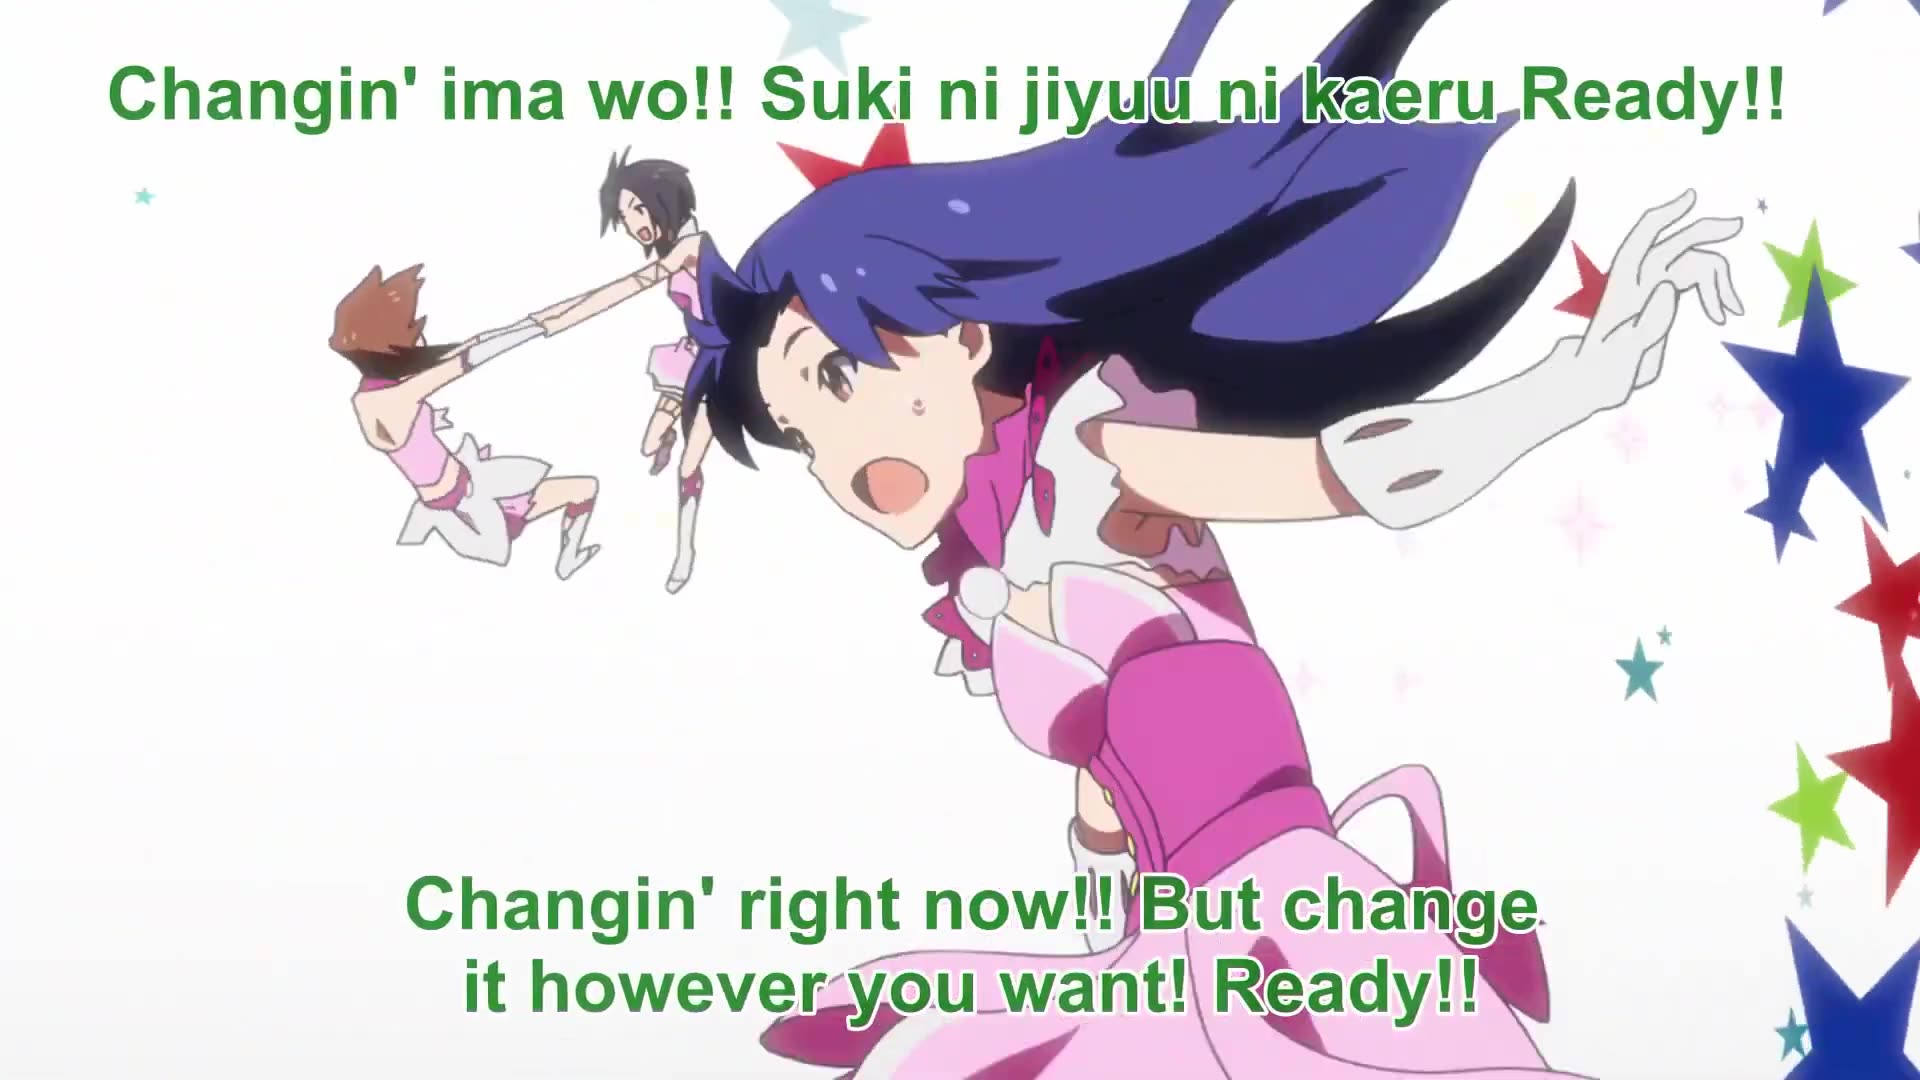 Changin' ima wo!! Suki ni jiyuu ni kaeru Ready!!
Changin' right now!! But change
it however you want! Ready!!